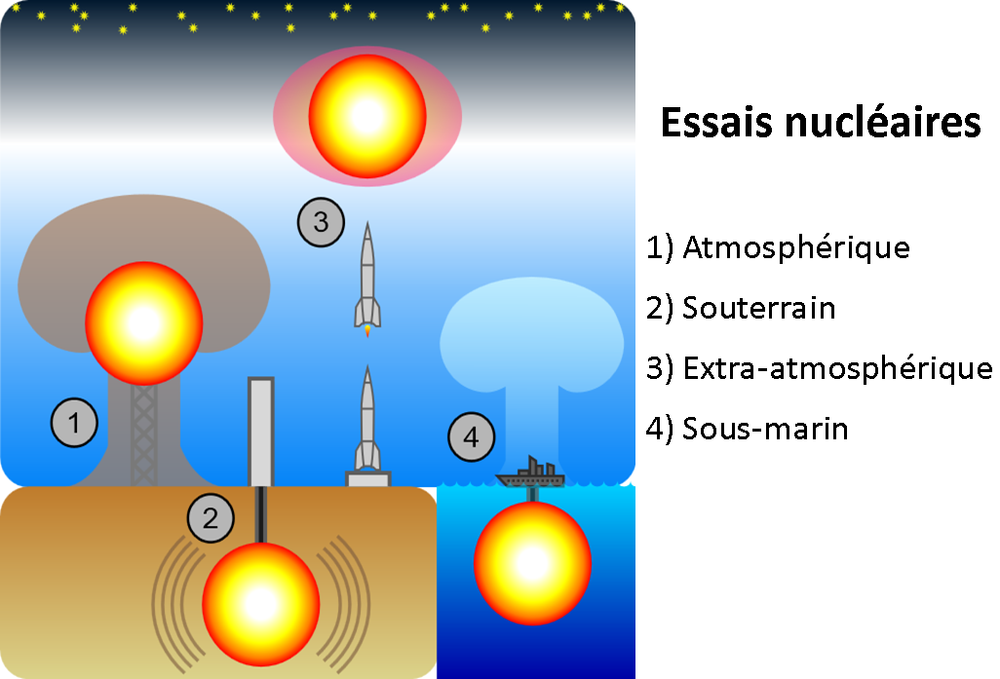 Essais nucléaires
3
1) Atmosphérique
2) Souterrain
3) Extra-atmosphérique
1
4
4) Sous-marin
2